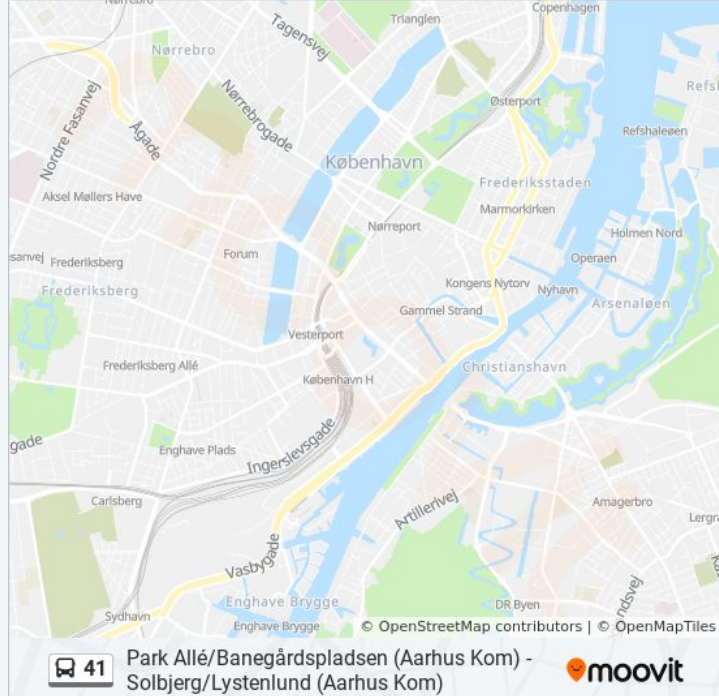 Nørrebro
Copenhagen
Trianglen
Tagensvej
Nørrebro
Østerport
Refshaleøen
Nordre Fasanvej
Nørrebrogade
Ågade
København
Frederiksstaden
Aksel Møllers Have
Marmorkirken
Nørreport
Holmen Nord
Forum
Operaen
Frederiksberg
Kongens Nytorv
Nyhavn
Frederiksberg
Arsenaløen
Gammel Strand
Vesterport
Frederiksberg Allé
Christianshavn
København H
Ingerslevsgade
Enghave Plads
Carlsberg
Amagerbro
Artillerivej
Vasbygade
Enghave Brygge
DR Byen
Sydhavn
Enghave Brygge
© OpenStreetMap contributors | © OpenMapTiles
41
Park Allé/Banegårdspladsen (Aarhus Kom) -
Solbjerg/Lystenlund (Aarhus Kom)
moovit